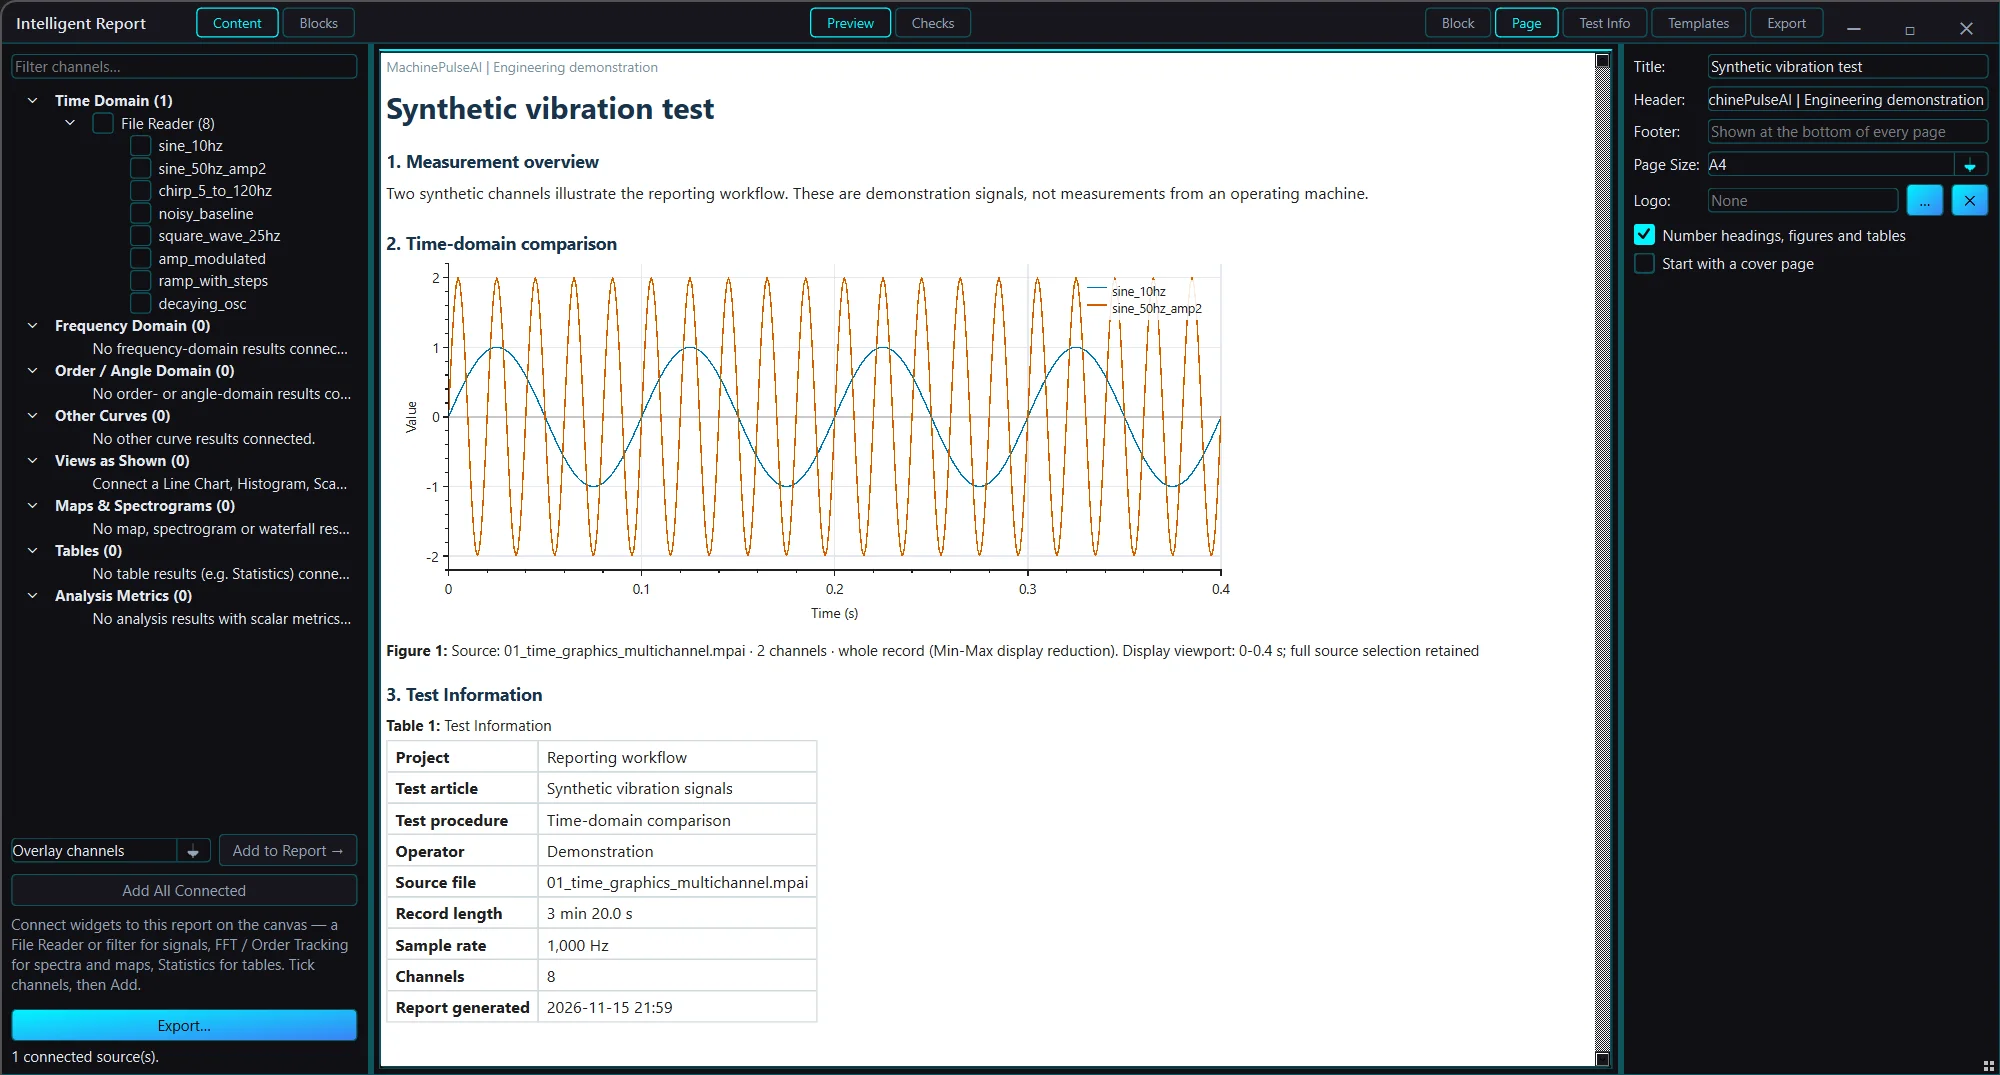 Intelligent Report
Content
Blocks
Preview
Checks
Block
Page
Test Info
Templates
Export
Filter channels...
Time Domain (1)
File Reader (8)
sine_10hz
sine_50hz_amp2
chirp_5_to_120hz
noisy_baseline
square_wave_25hz
amp_modulated
ramp_with_steps
decaying_osc
Frequency Domain (0)
No frequency-domain results connec...
Order / Angle Domain (0)
No order- or angle-domain results co...
Other Curves (0)
No other curve results connected.
Views as Shown (0)
Connect a Line Chart, Histogram, Sca...
Maps & Spectrograms (0)
No map, spectrogram or waterfall res...
Tables (0)
No table results (e.g. Statistics) conne...
Analysis Metrics (0)
No analysis results with scalar metrics...
Overlay channels
Add to Report →
Add All Connected
Connect widgets to this report on the canvas — a
File Reader or filter for signals, FFT / Order Tracking
for spectra and maps, Statistics for tables. Tick
channels, then Add.
Export...
1 connected source(s).
MachinePulseAI | Engineering demonstration
Synthetic vibration test
1. Measurement overview
Two synthetic channels illustrate the reporting workflow. These are demonstration signals, not measurements from an operating machine.
2. Time-domain comparison
sine_10hz
sine_50hz_amp2
2
1
0
-1
-2
Value
0
0.1
0.2
0.3
0.4
Time (s)
Figure 1: Source: 01_time_graphics_multichannel.mpai · 2 channels · whole record (Min-Max display reduction). Display viewport: 0-0.4 s; full source selection retained
3. Test Information
Table 1: Test Information
Project Reporting workflow
Test article Synthetic vibration signals
Test procedure Time-domain comparison
Operator Demonstration
Source file 01_time_graphics_multichannel.mpai
Record length 3 min 20.0 s
Sample rate 1,000 Hz
Channels 8
Report generated 2026-11-15 21:59
Title: Synthetic vibration test
Header: chinePulseAI | Engineering demonstration
Footer: Shown at the bottom of every page
Page Size: A4
Logo: None
...
Number headings, figures and tables
Start with a cover page